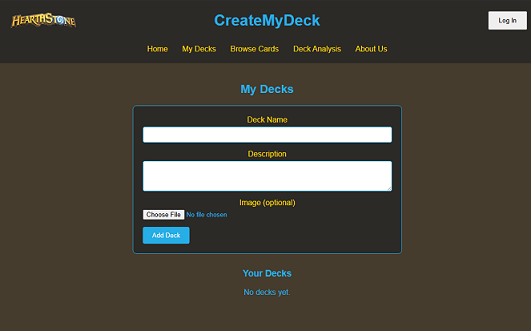 HEARTHSTONE
CreateMyDeck
Log In
Home My Decks Browse Cards Deck Analysis About Us
My Decks
Deck Name
Description
Image (optional)
Choose File No file chosen
Add Deck
Your Decks
No decks yet.